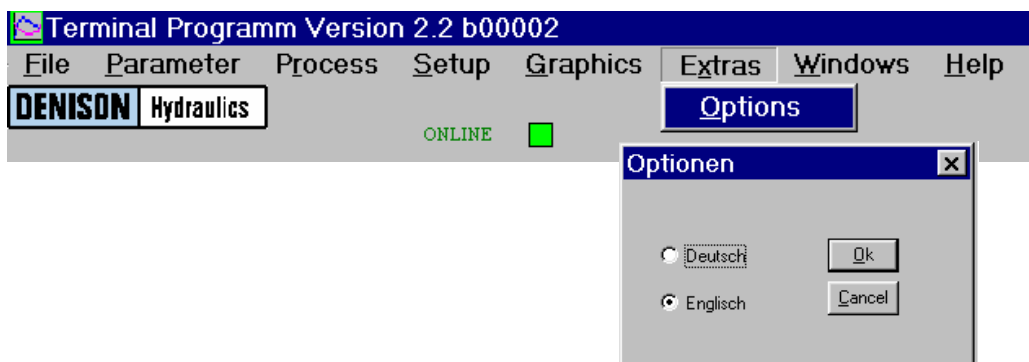 Terminal Programm Version 2.2 b00002
File Parameter Process Setup Graphics Extras Windows Help
DENISON Hydraulics
Options
ONLINE
Optionen
Deutsch Ok
Englisch Cancel